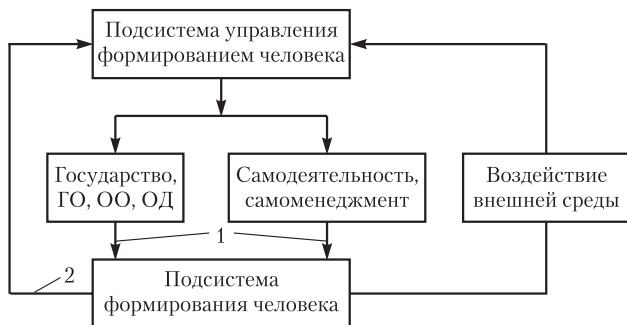 Подсистема управления
формированием человека
Государство,
ГО, ОО, ОД
Самодеятельность,
самоменеджмент
Воздействие
внешней среды
1
2
Подсистема
формирования человека